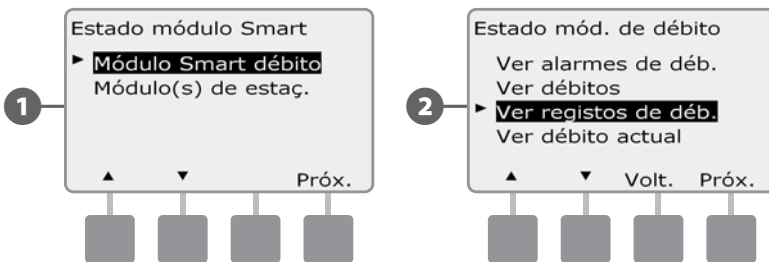 1
Estado módulo Smart
► Módulo Smart débito
Módulo(s) de estaç.
▲ ▼ Próx.
2
Estado mód. de débito
Ver alarmes de déb.
Ver débitos
► Ver registos de déb.
Ver débito actual
▲ ▼ Volt. Próx.